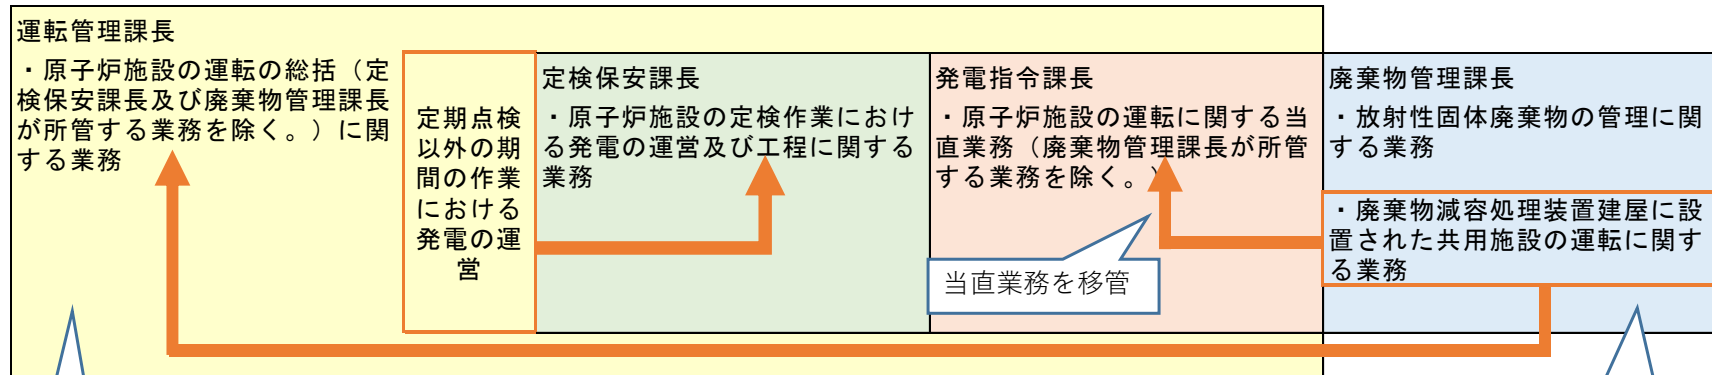 運転管理課長
・原子炉施設の運転の総括（定
検保安課長及び廃棄物管理課長
が所管する業務を除く。）に関
する業務
定期点検
以外の期
間の作業
における
発電の運
営
定検保安課長
・原子炉施設の定検作業におけ
る発電の運営及び工程に関する
業務
発電指令課長
・原子炉施設の運転に関する当
直業務（廃棄物管理課長が所管
する業務を除く。）
当直業務を移管
廃棄物管理課長
・放射性固体廃棄物の管理に関
する業務
・廃棄物減容処理装置建屋に設
置された共用施設の運転に関す
る業務